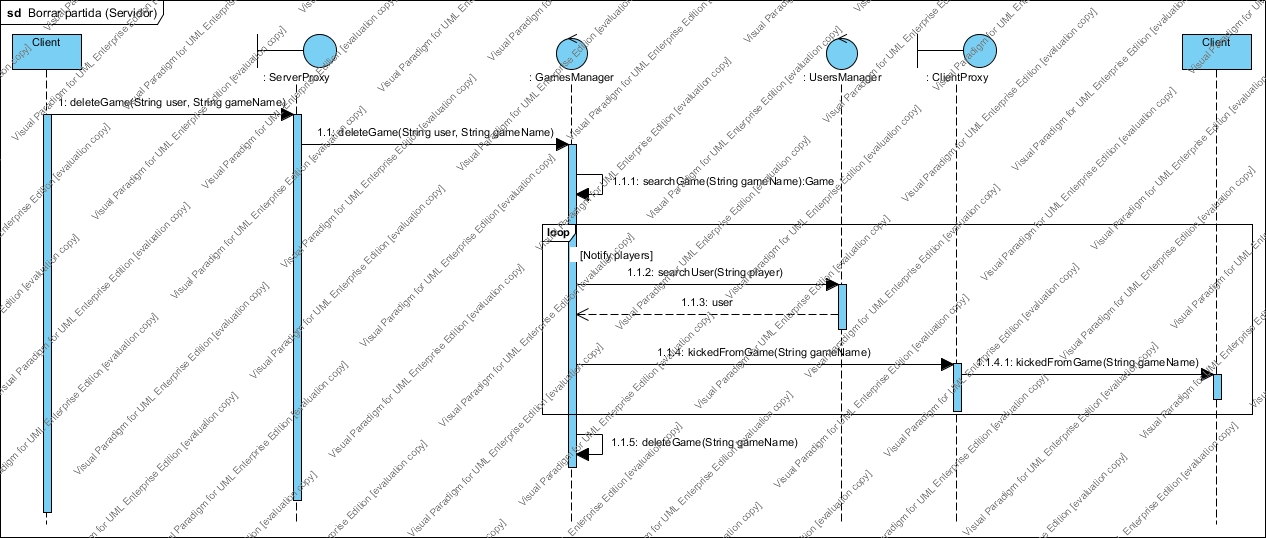 sd Borrar partida (Servidor)
Client
: ServerProxy
: GamesManager
: UsersManager
: ClientProxy
Client
1: deleteGame(String user, String gameName)
1.1: deleteGame(String user, String gameName)
1.1.1: searchGame(String gameName):Game
loop
[Notify players]
1.1.2: searchUser(String player)
1.1.3: user
1.1.4: kickedFromGame(String gameName)
1.1.4.1: kickedFromGame(String gameName)
1.1.5: deleteGame(String gameName)
Visual Paradigm for UML Enterprise Edition [evaluation copy]